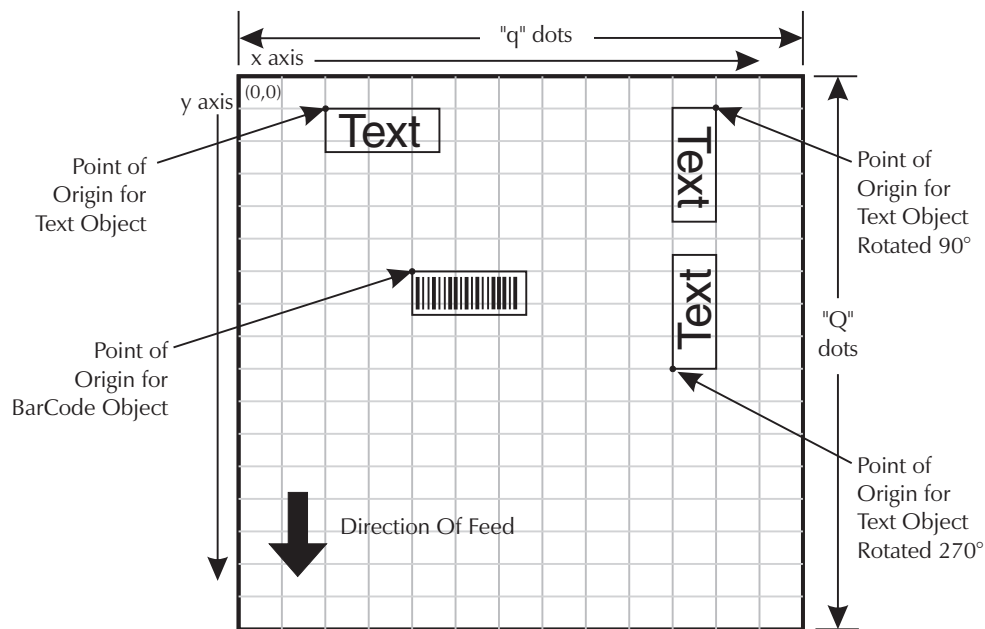 "q" dots
x axis
(0,0)
y axis
Text
Point of
Origin for
Text Object
Text
Point of
Origin for
Text Object
Rotated 90°
Text
"Q"
dots
Point of
Origin for
BarCode Object
Point of
Origin for
Text Object
Rotated 270°
Direction Of Feed